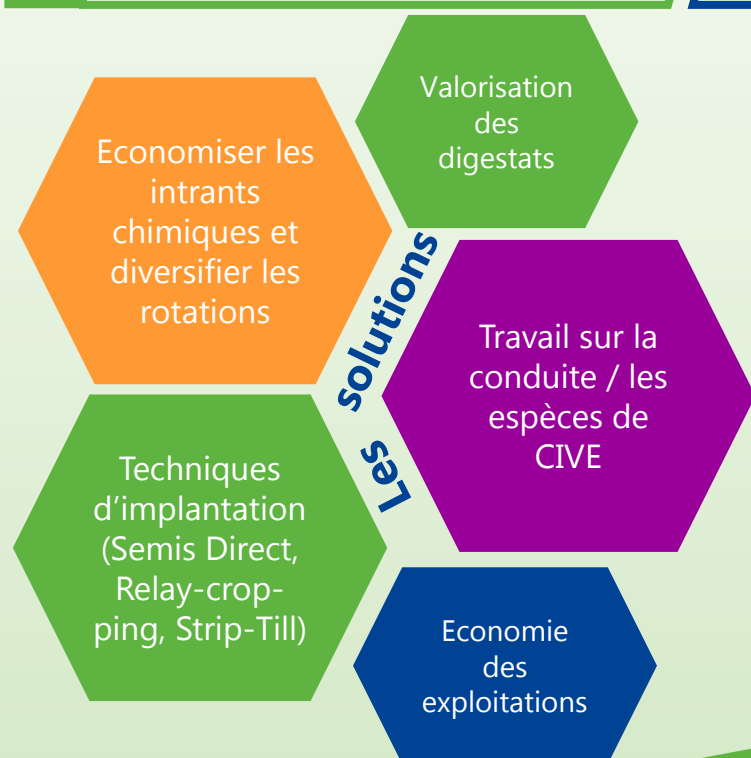 Valorisation
des
digestats
Economiser les
intrants
chimiques et
diversifier les
rotations
Les solutions
Travail sur la
conduite / les
espèces de
CIVE
Techniques
d’implantation
(Semis Direct,
Relay-crop-
ping, Strip-Till)
Economie
des
exploitations